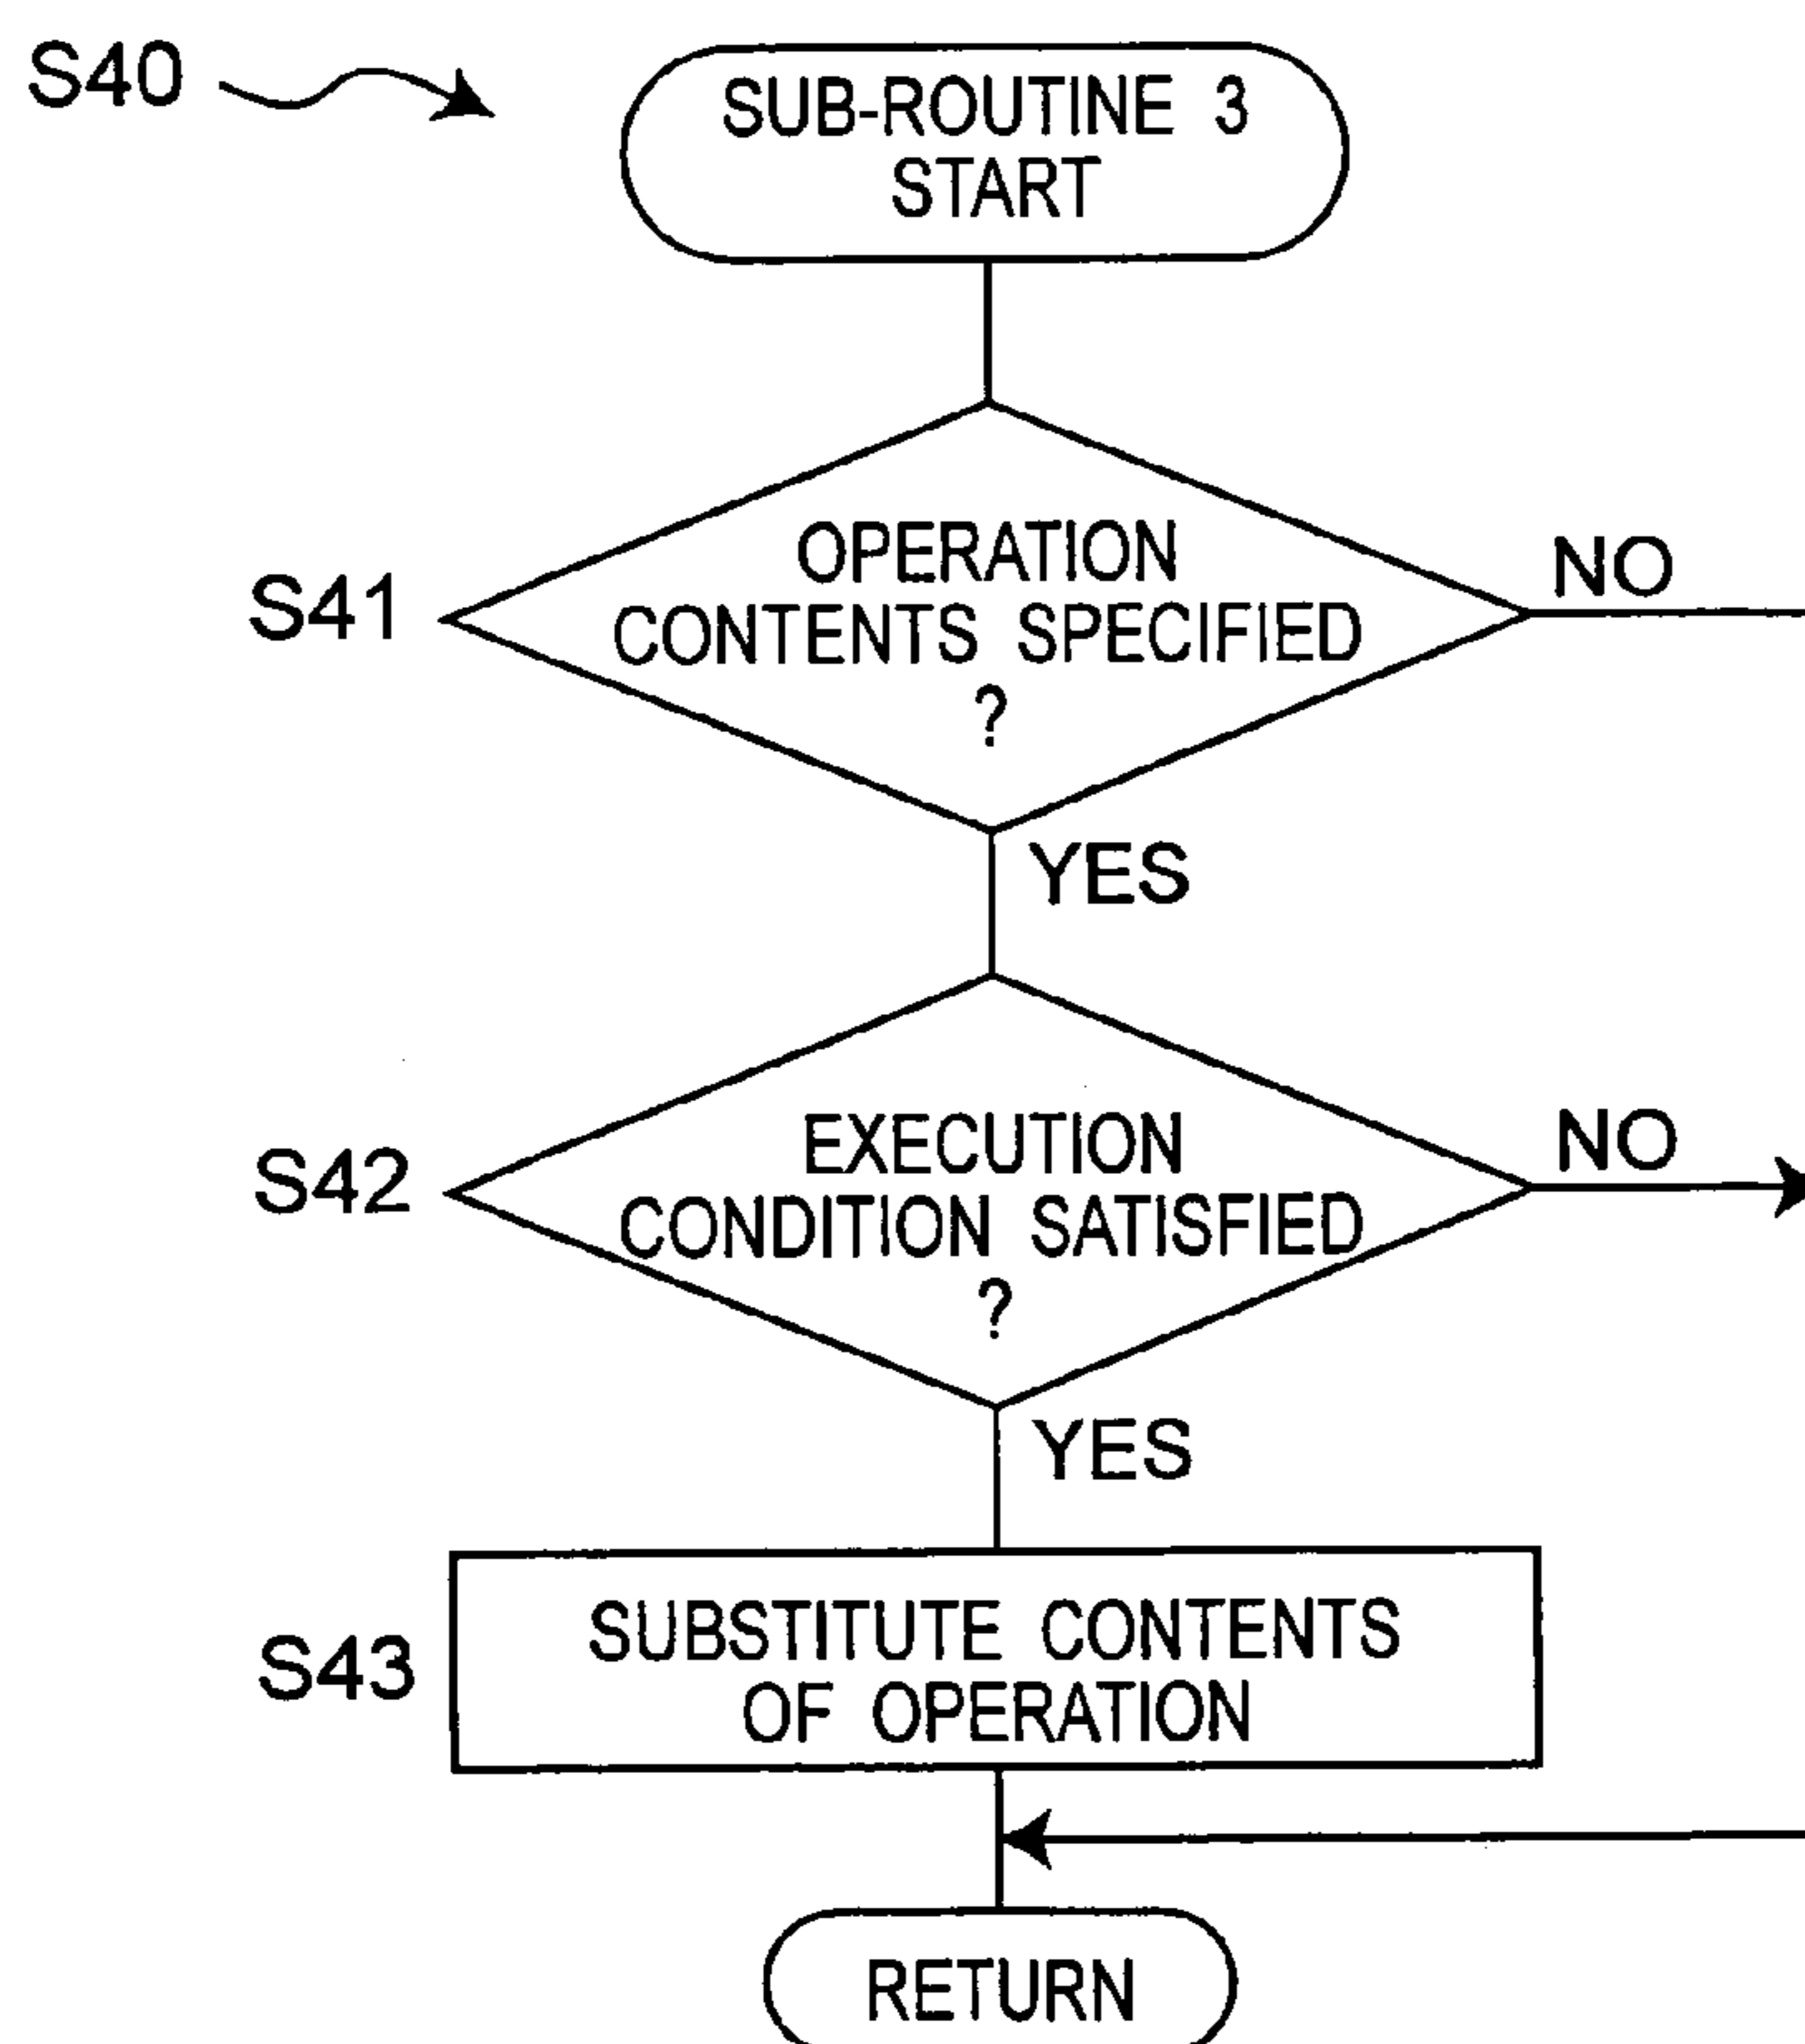 S40
SUB-ROUTINE 3
START
OPERATION
CONTENTS SPECIFIED
?
S41
NO
YES
EXECUTION
CONDITION SATISFIED
?
S42
NO
YES
S43
SUBSTITUTE CONTENTS
OF OPERATION
RETURN